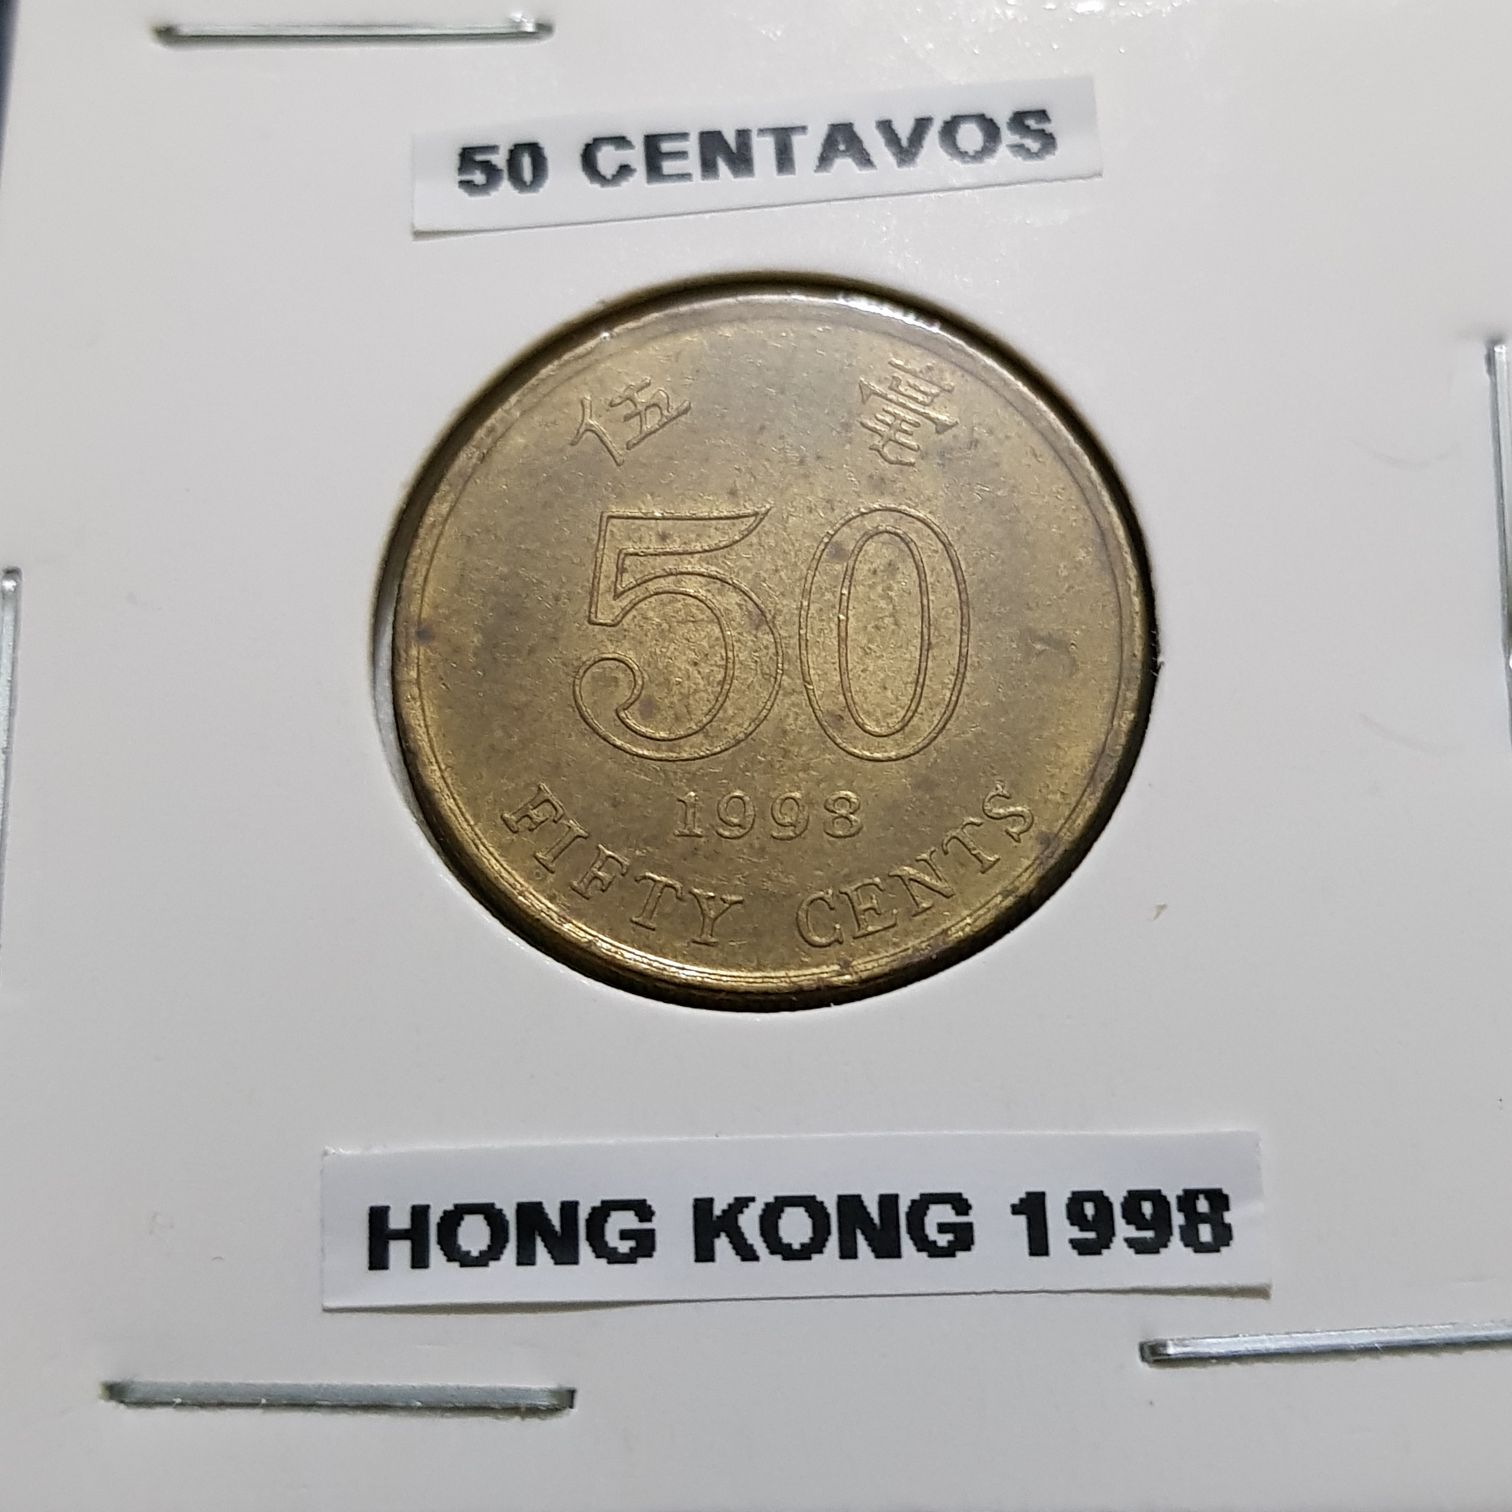 50 CENTAVOS
伍 毫
50
1998
FIFTY CENTS
HONG KONG 1998